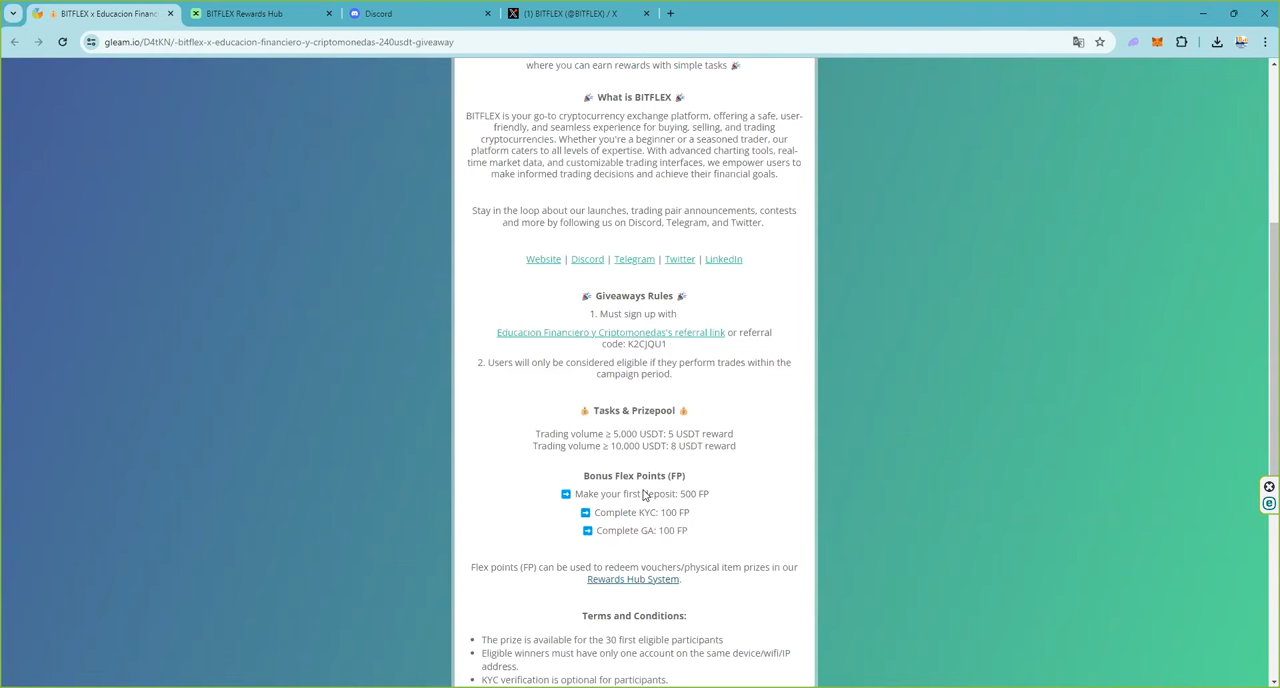 BITFLEX x Educacion Financ
BITFLEX Rewards Hub
Discord
(1) BITFLEX (@BITFLEX) / X
gleam.io/D4tKN/-bitflex-x-educacion-financiero-y-criptomonedas-240usdt-giveaway
where you can earn rewards with simple tasks 🎉
🎉 What is BITFLEX 🎉
BITFLEX is your go-to cryptocurrency exchange platform, offering a safe, user-
friendly, and seamless experience for buying, selling, and trading
cryptocurrencies. Whether you're a beginner or a seasoned trader, our
platform caters to all levels of expertise. With advanced charting tools, real-
time market data, and customizable trading interfaces, we empower users to
make informed trading decisions and achieve their financial goals.
Stay in the loop about our launches, trading pair announcements, contests
and more by following us on Discord, Telegram, and Twitter.
Website | Discord | Telegram | Twitter | LinkedIn
🎉 Giveaways Rules 🎉
1. Must sign up with
Educacion Financiero y Criptomonedas's referral link or referral
code: K2CJQU1
2. Users will only be considered eligible if they perform trades within the
campaign period.
💰 Tasks & Prizepool 💰
Trading volume ≥ 5,000 USDT: 5 USDT reward
Trading volume ≥ 10,000 USDT: 8 USDT reward
Bonus Flex Points (FP)
➡️ Make your first deposit: 500 FP
➡️ Complete KYC: 100 FP
➡️ Complete GA: 100 FP
Flex points (FP) can be used to redeem vouchers/physical item prizes in our
Rewards Hub System.
Terms and Conditions:
• The prize is available for the 30 first eligible participants
• Eligible winners must have only one account on the same device/wifi/IP
address.
• KYC verification is optional for participants.